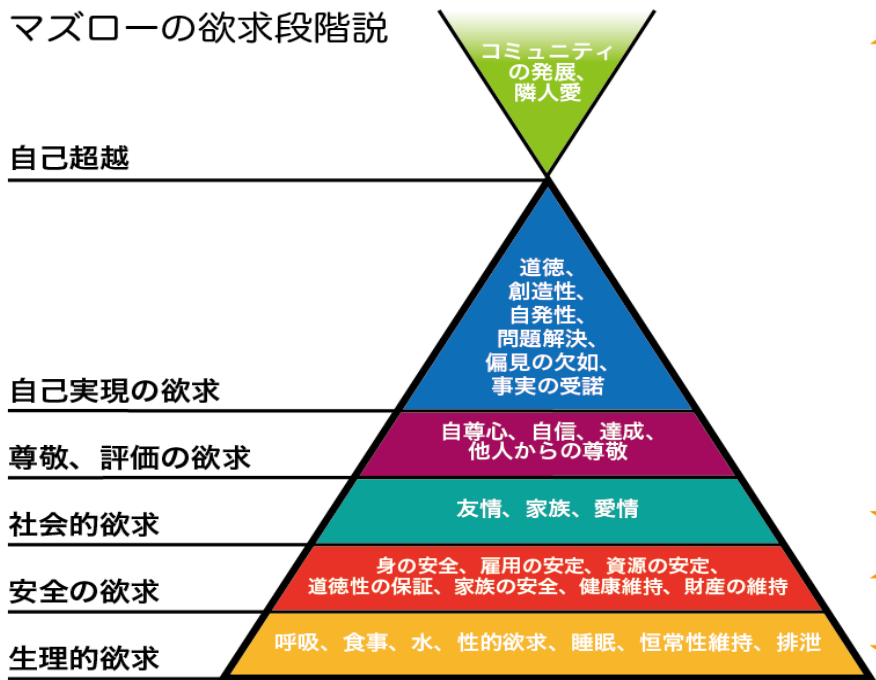 マズローの欲求段階説
コミュニティ
の発展、
隣人愛
自己超越
道徳、
創造性、
自発性、
問題解決、
偏見の欠如、
事実の受諾
自己実現の欲求
自尊心、自信、達成、
他人からの尊敬
尊敬、評価の欲求
友情、家族、愛情
社会的欲求
身の安全、雇用の安定、資源の安定、
道徳性の保証、家族の安全、健康維持、財産の維持
安全の欲求
呼吸、食事、水、性的欲求、睡眠、恒常性維持、排泄
生理的欲求